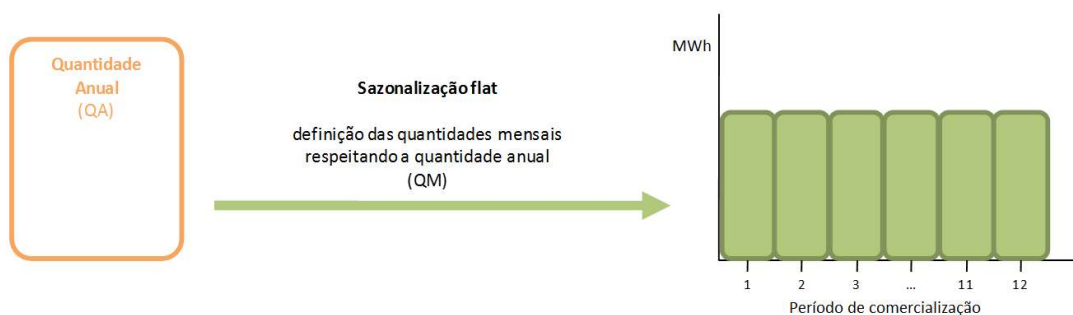 Quantidade
Anual
(QA)
Sazonalização flat
definição das quantidades mensais
respeitando a quantidade anual
(QM)
MWh
1 2 3 ... 11 12
Período de comercialização